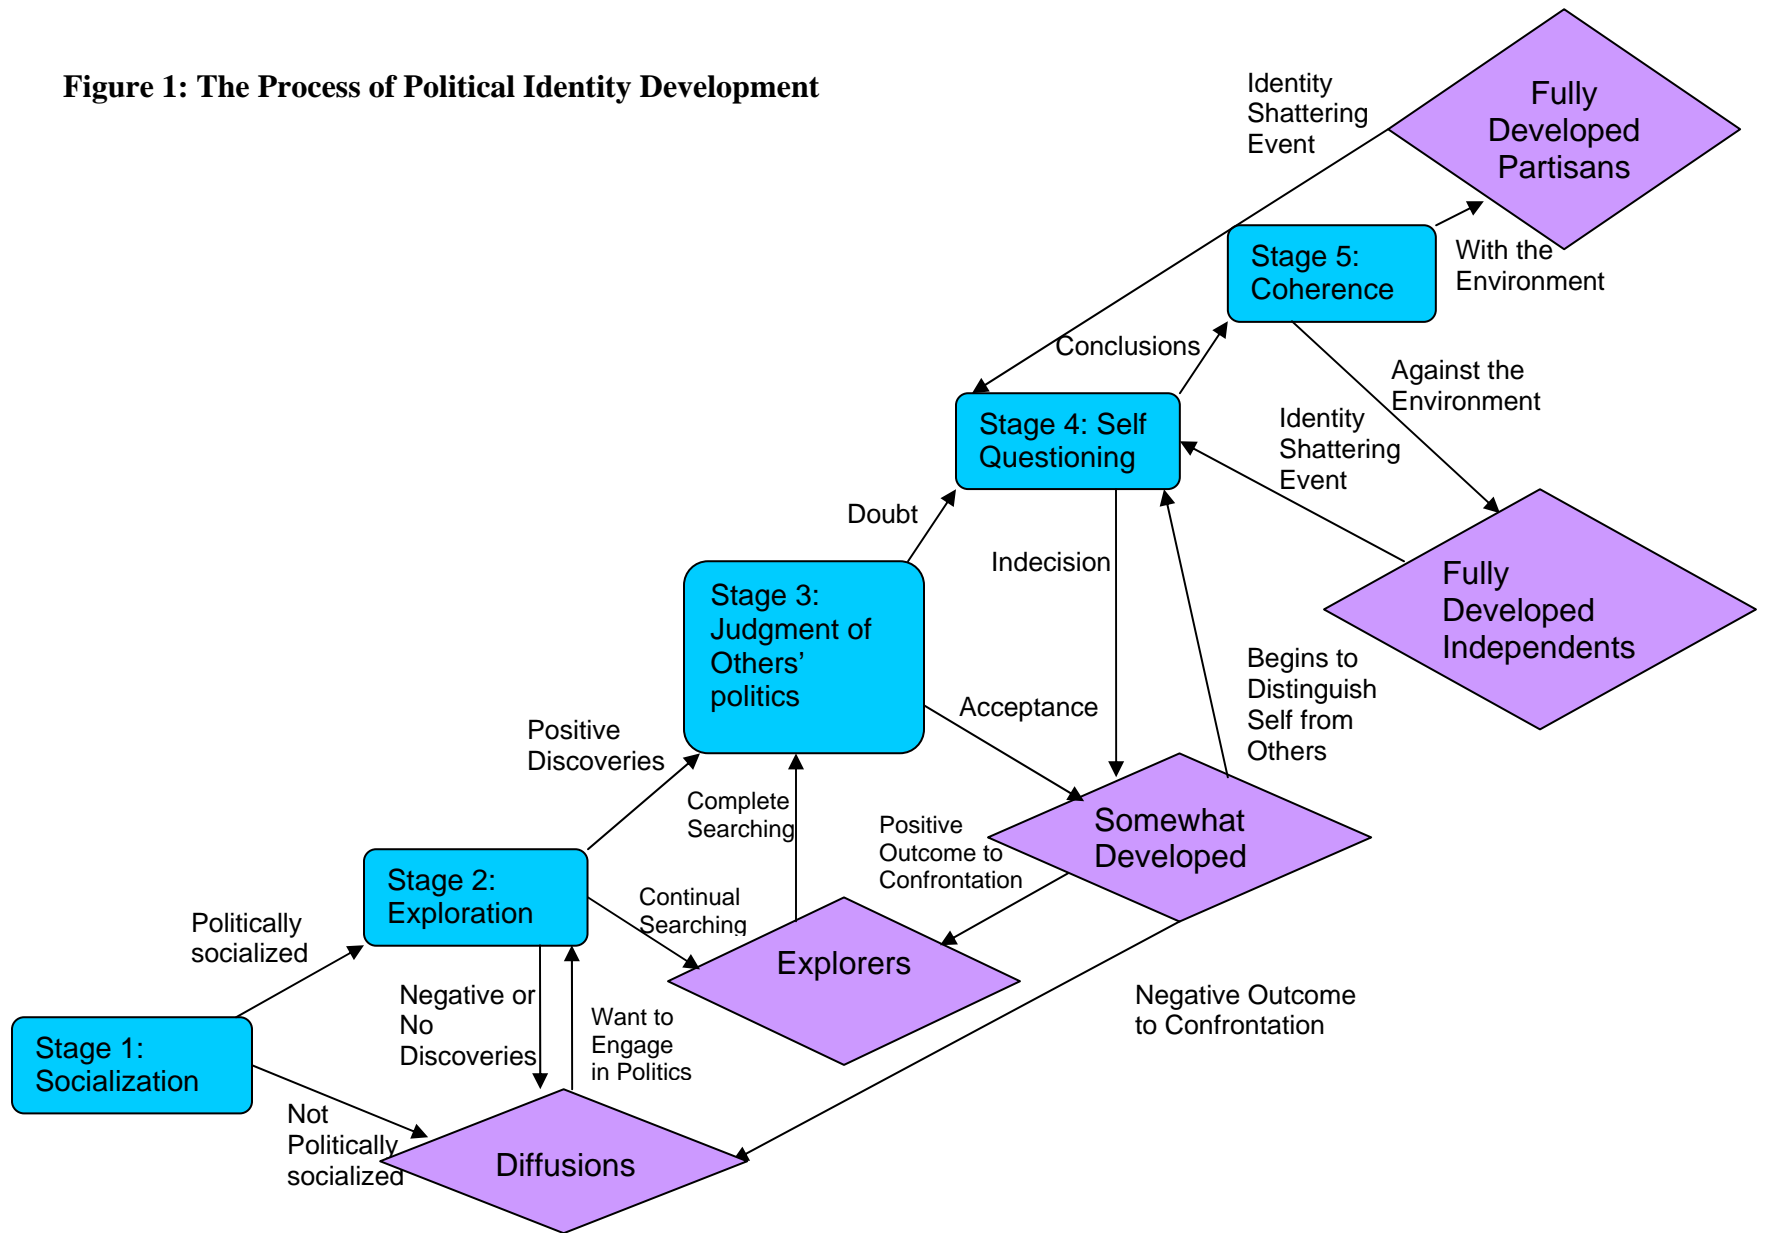 Figure 1: The Process of Political Identity Development
Identity
Shattering
Event
Fully
Developed
Partisans
Stage 5:
Coherence
With the
Environment
Conclusions
Against the
Environment
Stage 4: Self
Questioning
Identity
Shattering
Event
Doubt
Indecision
Fully
Developed
Independents
Stage 3:
Judgment of
Others’
politics
Begins to
Distinguish
Self from
Others
Acceptance
Positive
Discoveries
Complete
Searching
Positive
Outcome to
Confrontation
Somewhat
Developed
Stage 2:
Exploration
Continual
Searching
Politically
socialized
Explorers
Negative or
No
Discoveries
Want to
Engage
in Politics
Negative Outcome
to Confrontation
Stage 1:
Socialization
Not
Politically
socialized
Diffusions